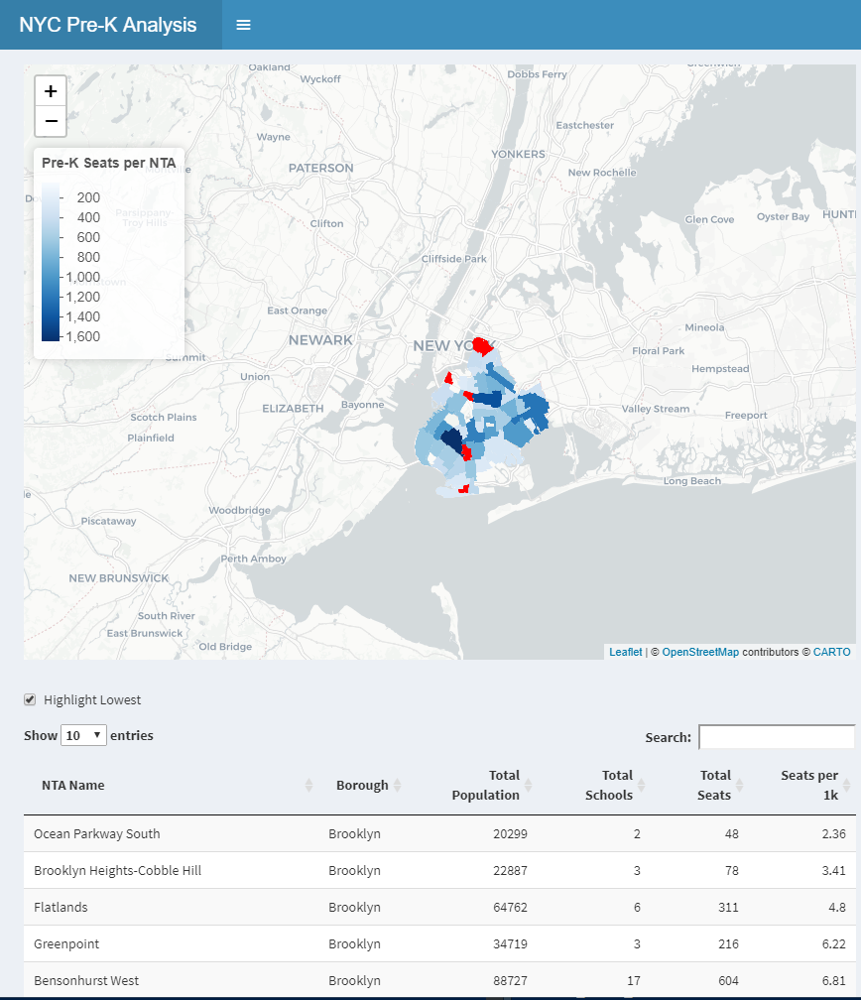 NYC Pre-K Analysis
Oakland
Wyckoff
Dobbs Ferry
Greenwich
+
−
Eastchester
Wayne
YONKERS
PATERSON
New Rochelle
Pre-K Seats per NTA
200
400
600
800
1,000
1,200
1,400
1,600
Parsippany-
Troy Hills
Clifton
Glen Cove
Oyster Bay
HUNTI
Cliffside Park
East Orange
NEWARK
NEW YORK
Mineola
Floral Park
Hempstead
Summit
Union
ELIZABETH
Bayonne
Valley Stream
Freeport
Scotch Plains
Plainfield
Long Beach
le
Woodbridge
Piscataway
Perth Amboy
NEW BRUNSWICK
South River
East Brunswick
Old Bridge
Leaflet | © OpenStreetMap contributors © CARTO
Highlight Lowest
Show 10 entries
Search:
NTA Name Borough Total Population Total Schools Total Seats Seats per 1k
Ocean Parkway South Brooklyn 20299 2 48 2.36
Brooklyn Heights-Cobble Hill Brooklyn 22887 3 78 3.41
Flatlands Brooklyn 64762 6 311 4.8
Greenpoint Brooklyn 34719 3 216 6.22
Bensonhurst West Brooklyn 88727 17 604 6.81